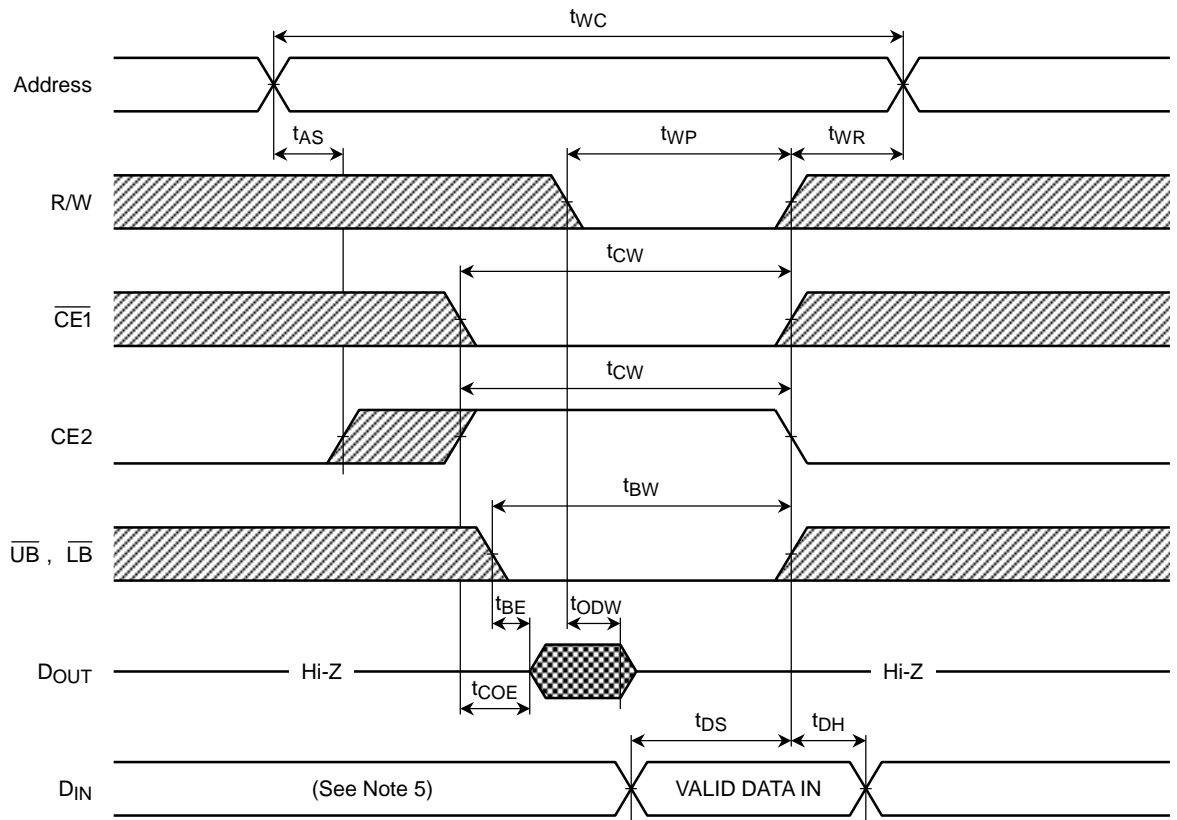 tWC
Address
tAS
tWP
tWR
R/W
tCW
CE1
tCW
CE2
tBW
UB , LB
tBE
tODW
DOUT
Hi-Z
Hi-Z
tCOE
tDS
tDH
DIN
(See Note 5)
VALID DATA IN